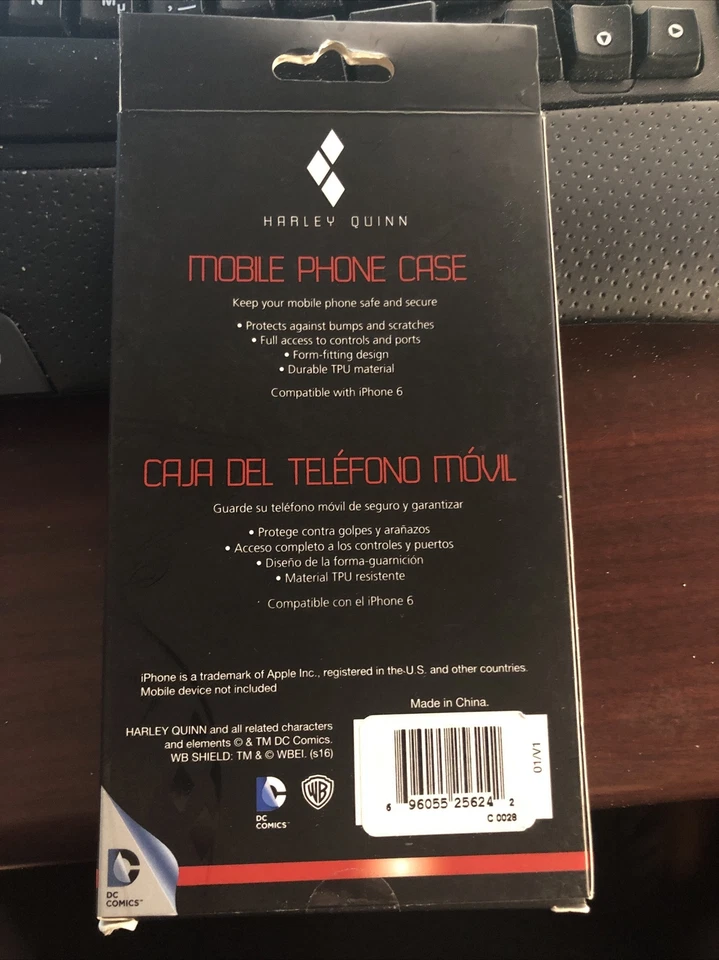 HARLEY QUINN
MOBILE PHONE CASE
Keep your mobile phone safe and secure
• Protects against bumps and scratches
• Full access to controls and ports
• Form-fitting design
• Durable TPU material
Compatible with iPhone 6
CAJA DEL TELÉFONO MÓVIL
Guarde su teléfono móvil de seguro y garantizar
• Protege contra golpes y arañazos
• Acceso completo a los controles y puertos
• Diseño de la forma-guarnición
• Material TPU resistente
Compatible con el iPhone 6
iPhone is a trademark of Apple Inc., registered in the U.S. and other countries.
Mobile device not included
Made in China.
HARLEY QUINN and all related characters
and elements © & TM DC Comics.
WB SHIELD: TM & © WBEI. (s16)
DC
COMICS™
WB
6 96055 25624 2
C 0028
01/V1
DC
COMICS™